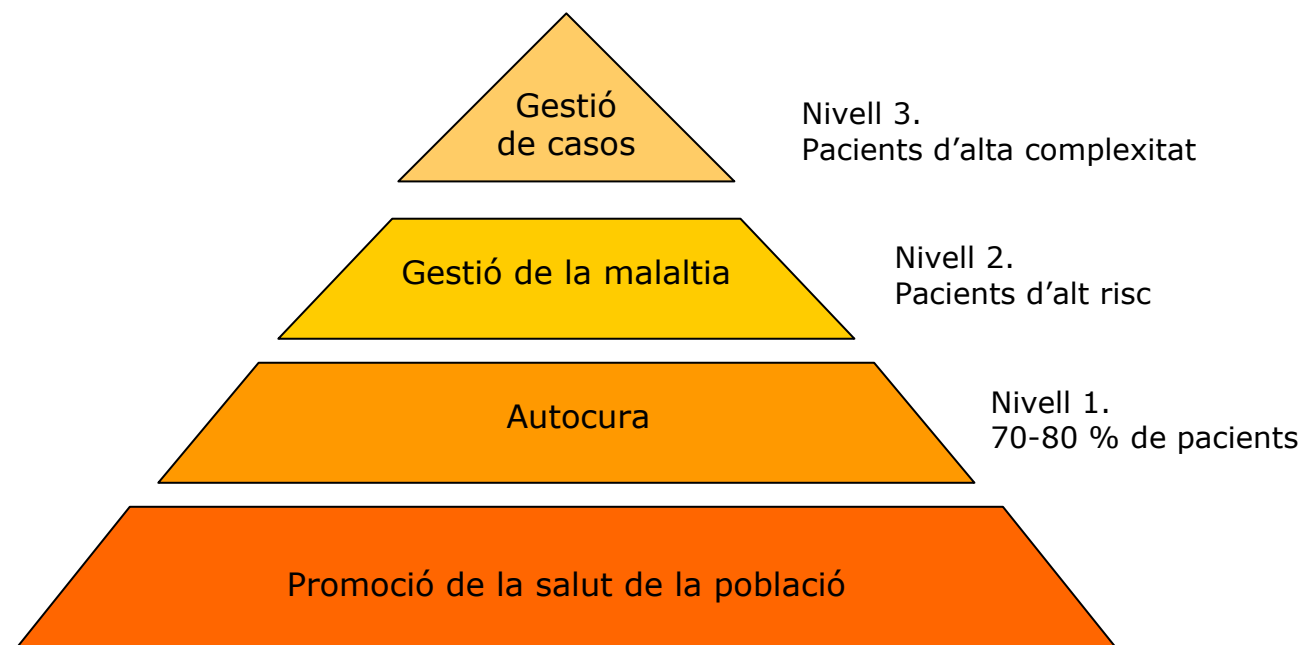 Gestió
de casos
Nivell 3.
Pacients d’alta complexitat
Gestió de la malaltia
Nivell 2.
Pacients d’alt risc
Autocura
Nivell 1.
70-80 % de pacients
Promoció de la salut de la població